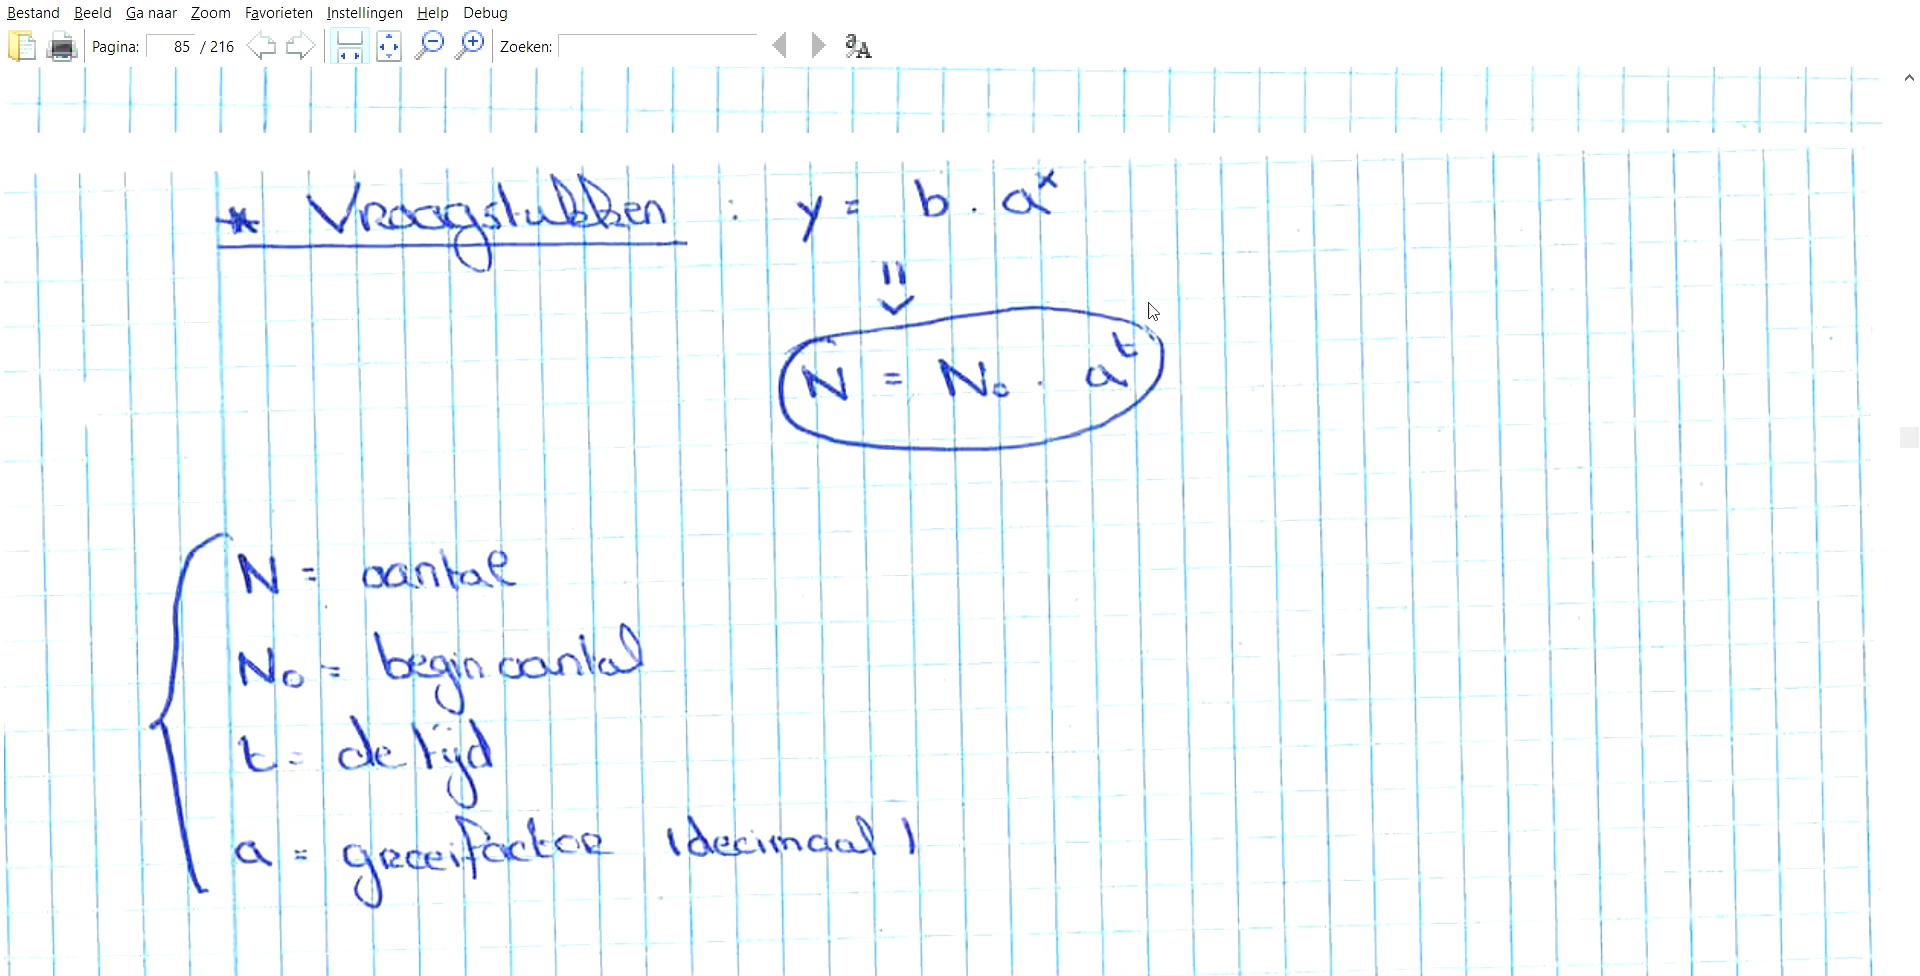 Bestand Beeld Ga naar Zoom Favorieten Instellingen Help Debug
Pagina: 85 / 216 Zoeken:
* Vraagstukken : y = b . a^x
N = N₀ . a^t
N = aantal
N₀ = begin aantal
t = de tijd
a = groeifactor (decimaal)